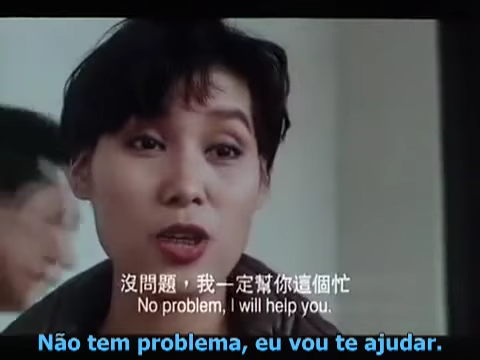 沒問題，我一定幫你這個忙
No problem, I will help you.
Não tem problema, eu vou te ajudar.